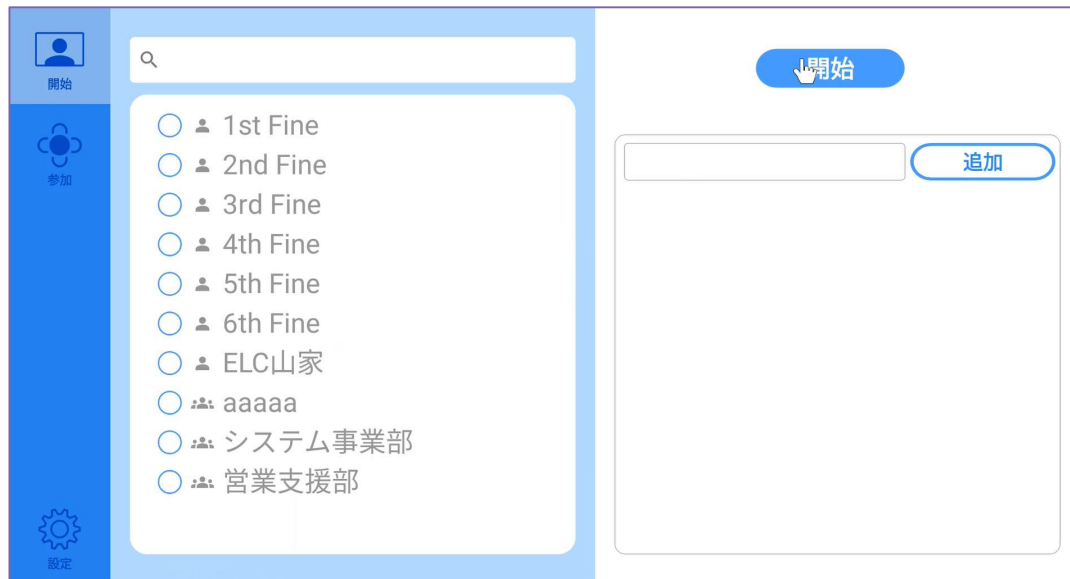 開始
参加
設定
1st Fine
2nd Fine
3rd Fine
4th Fine
5th Fine
6th Fine
ELC山家
aaaaa
システム事業部
営業支援部
開始
追加